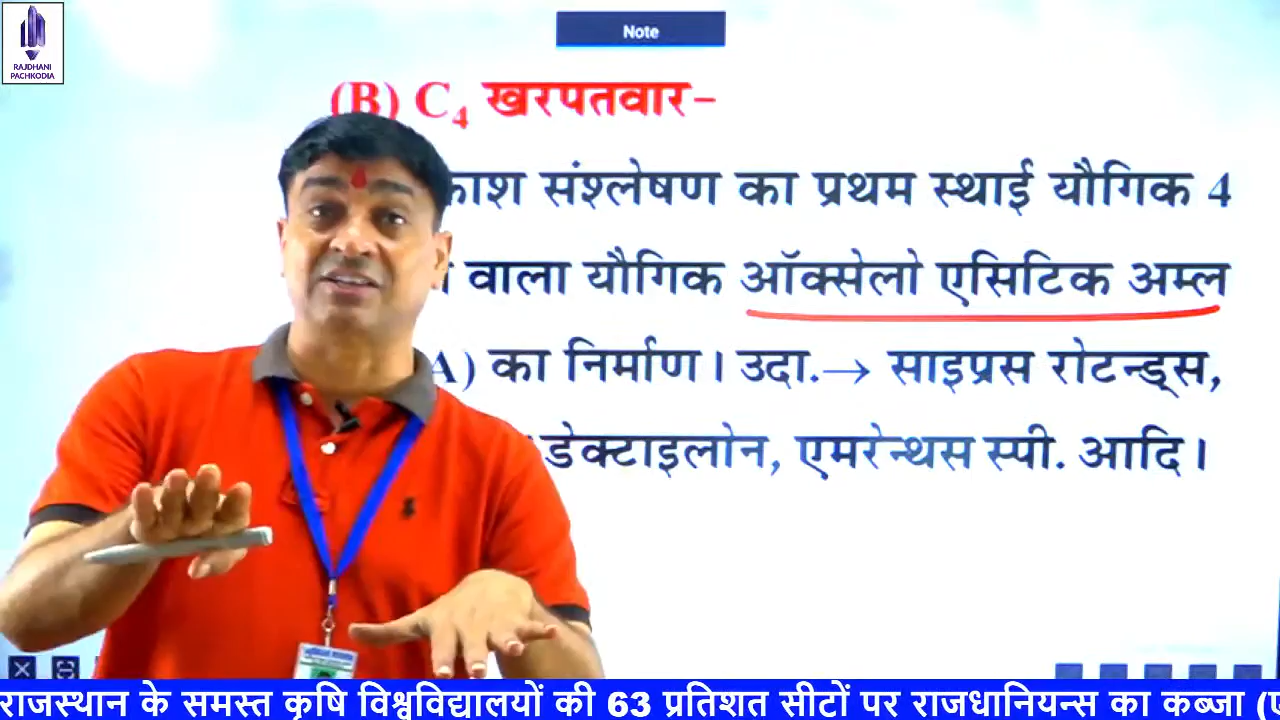 RAJDHANI
PACHKODIA
Note
(B) C₄ खरपतवार–
संश्लेषण का प्रथम स्थाई यौगिक 4
वाला यौगिक ऑक्सेलो एसिटिक अम्ल
A) का निर्माण। उदा.→ साइप्रस रोटन्ड्स,
डेक्टाइलोन, एमरेन्थस स्पी. आदि।
राजस्थान के समस्त कृषि विश्वविद्यालयों की 63 प्रतिशत सीटों पर राजधानियन्स का कब्जा